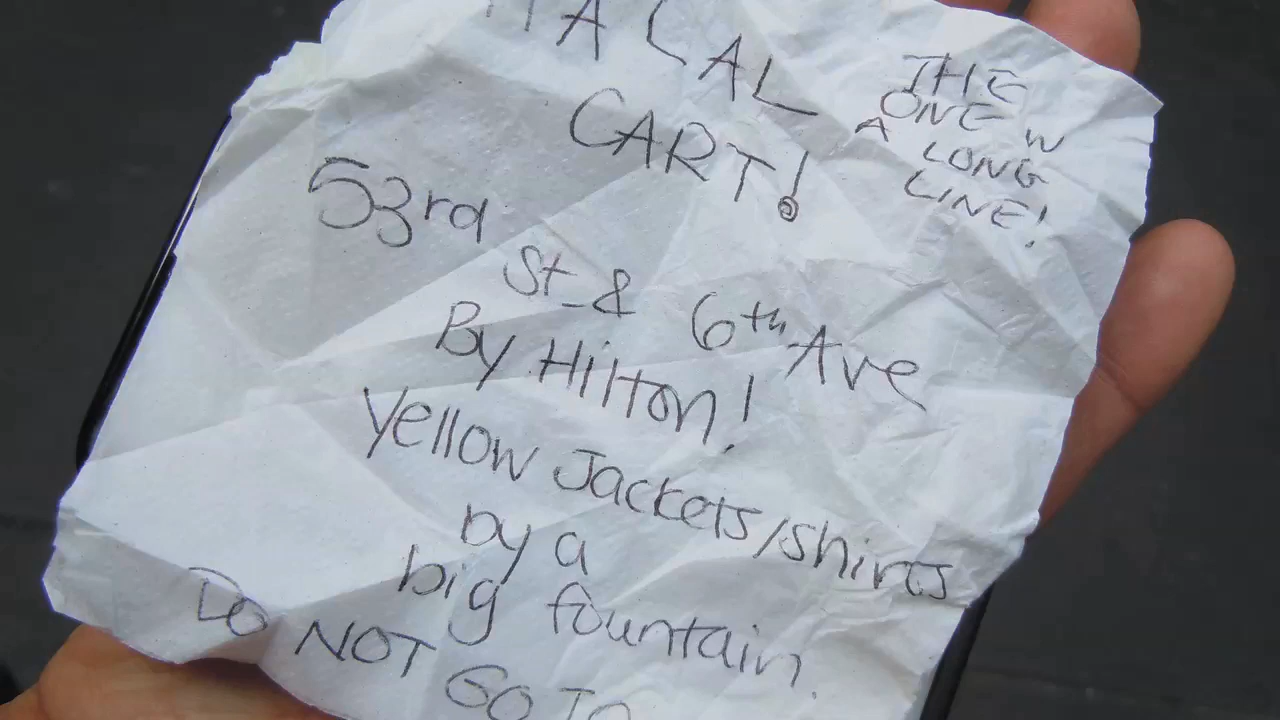 CART!
THE
ONE W
A LONG
LINE!
53rd
St & 6th Ave
By Hilton!
Yellow Jackets/shirts
by a
big fountain.
DO NOT GO TO